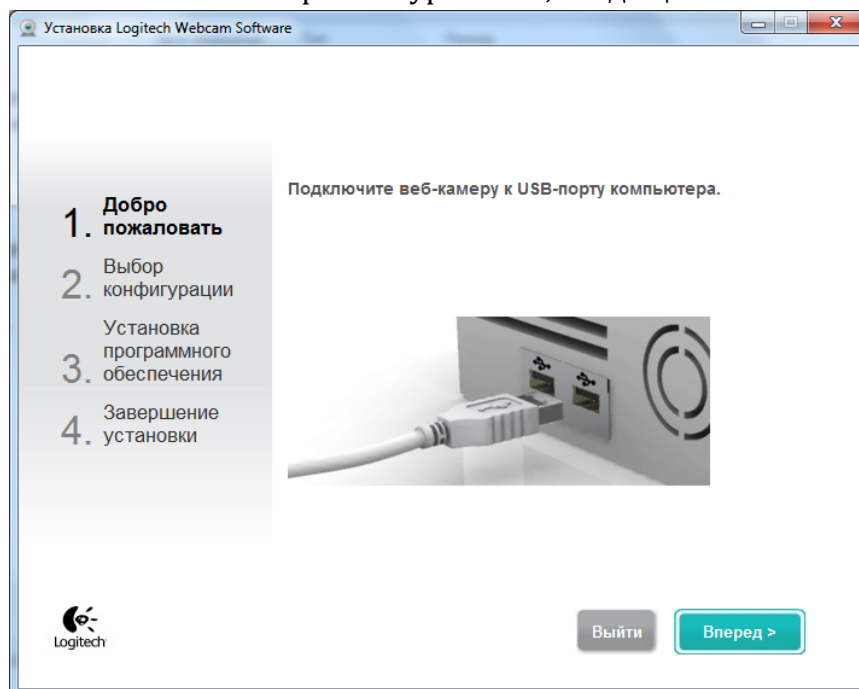 Установка Logitech Webcam Software
Подключите веб-камеру к USB-порту компьютера.
1. Добро
пожаловать
2. Выбор
конфигурации
3. Установка
программного
обеспечения
4. Завершение
установки
Logitech
Выйти
Вперед >